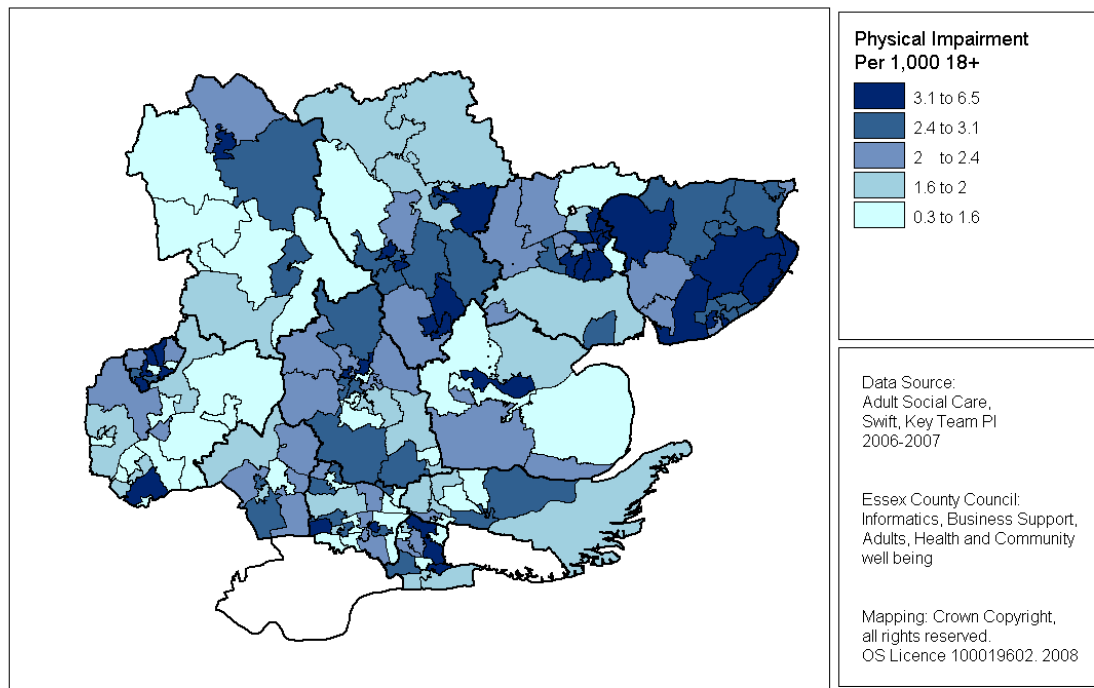 Physical Impairment
Per 1,000 18+
3.1 to 6.5
2.4 to 3.1
2 to 2.4
1.6 to 2
0.3 to 1.6
Data Source:
Adult Social Care,
Swift, Key Team PI
2006-2007
Essex County Council:
Informatics, Business Support,
Adults, Health and Community
well being
Mapping: Crown Copyright,
all rights reserved.
OS Licence 100019602. 2008